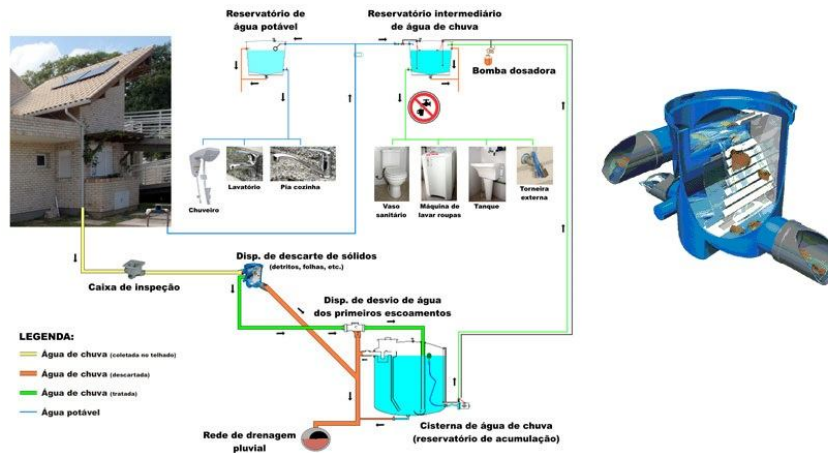 Reservatório de
água potável
Reservatório intermediário
de água de chuva
Bomba dosadora
Chuveiro
Lavatório
Pia cozinha
Vaso
sanitário
Máquina de
lavar roupas
Tanque
Torneira
externa
Disp. de descarte de sólidos
(detritos, folhas, etc.)
Caixa de inspeção
Disp. de desvio de água
dos primeiros escoamentos
LEGENDA:
Água de chuva (coletada no telhado)
Água de chuva (descartada)
Água de chuva (tratada)
Água potável
Rede de drenagem
pluvial
Cisterna de água de chuva
(reservatório de acumulação)